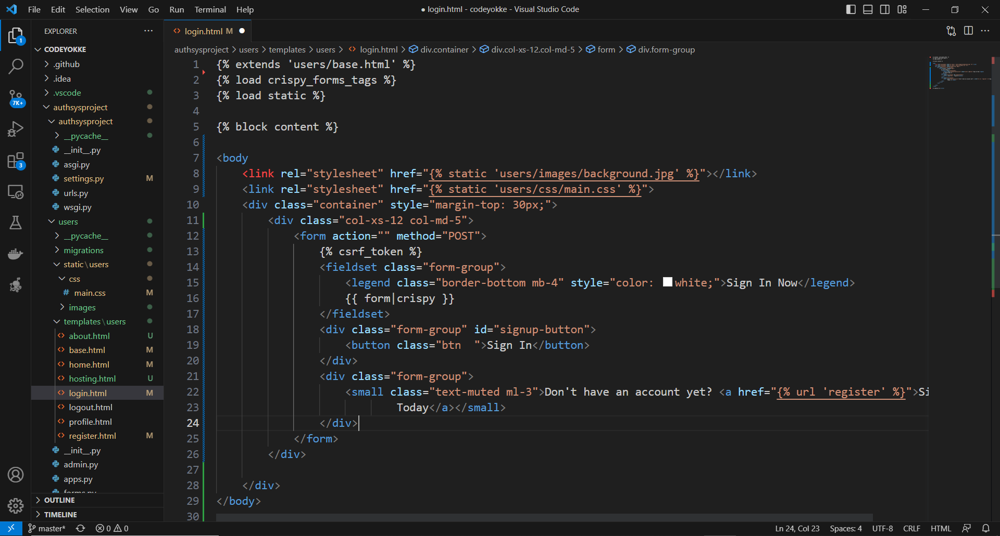 File Edit Selection View Go Run Terminal Help
● login.html - codeyokke - Visual Studio Code
EXPLORER
CODEYOKKE
.github
.idea
.vscode
authsysproject
authsysproject
__pycache__
__init__.py
asgi.py
settings.py M
urls.py
wsgi.py
users
__pycache__
migrations
static\users
css
# main.css M
images
templates\users
about.html U
base.html M
home.html M
hosting.html U
login.html M
logout.html
profile.html
register.html M
__init__.py
admin.py
apps.py
forms.py
OUTLINE
TIMELINE
1
7K+
3
login.html M
authsysproject > users > templates > users > login.html > div.container > div.col-xs-12.col-md-5 > form > div.form-group
1 {% extends 'users/base.html' %}
2 {% load crispy_forms_tags %}
3 {% load static %}
4
5 {% block content %}
6
7 <body
8 <link rel="stylesheet" href="{% static 'users/images/background.jpg' %}"></link>
9 <link rel="stylesheet" href="{% static 'users/css/main.css' %}">
10 <div class="container" style="margin-top: 30px;">
11 <div class="col-xs-12 col-md-5">
12 <form action="" method="POST">
13 {% csrf_token %}
14 <fieldset class="form-group">
15 <legend class="border-bottom mb-4" style="color: white;">Sign In Now</legend>
16 {{ form|crispy }}
17 </fieldset>
18 <div class="form-group" id="signup-button">
19 <button class="btn  ">Sign In</button>
20 </div>
21 <div class="form-group">
22 <small class="text-muted ml-3">Don't have an account yet? <a href="{% url 'register' %}">Si
23 Today</a></small>
24 </div>
25 </form>
26 </div>
27
28 </div>
29 </body>
30
master* 0 0
Ln 24, Col 23 Spaces: 4 UTF-8 CRLF HTML